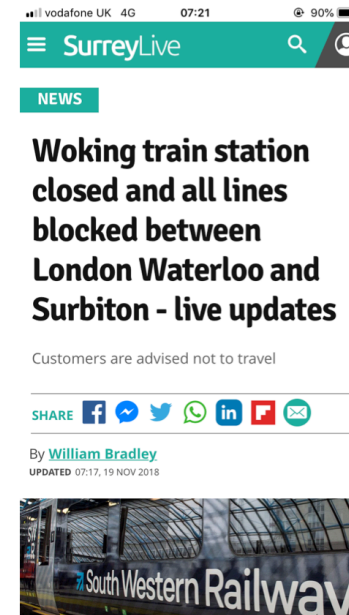 vodafone UK 4G 07:21 90%
SurreyLive
NEWS
Woking train station
closed and all lines
blocked between
London Waterloo and
Surbiton - live updates
Customers are advised not to travel
SHARE
By William Bradley
UPDATED 07:17, 19 NOV 2018
South Western Railway